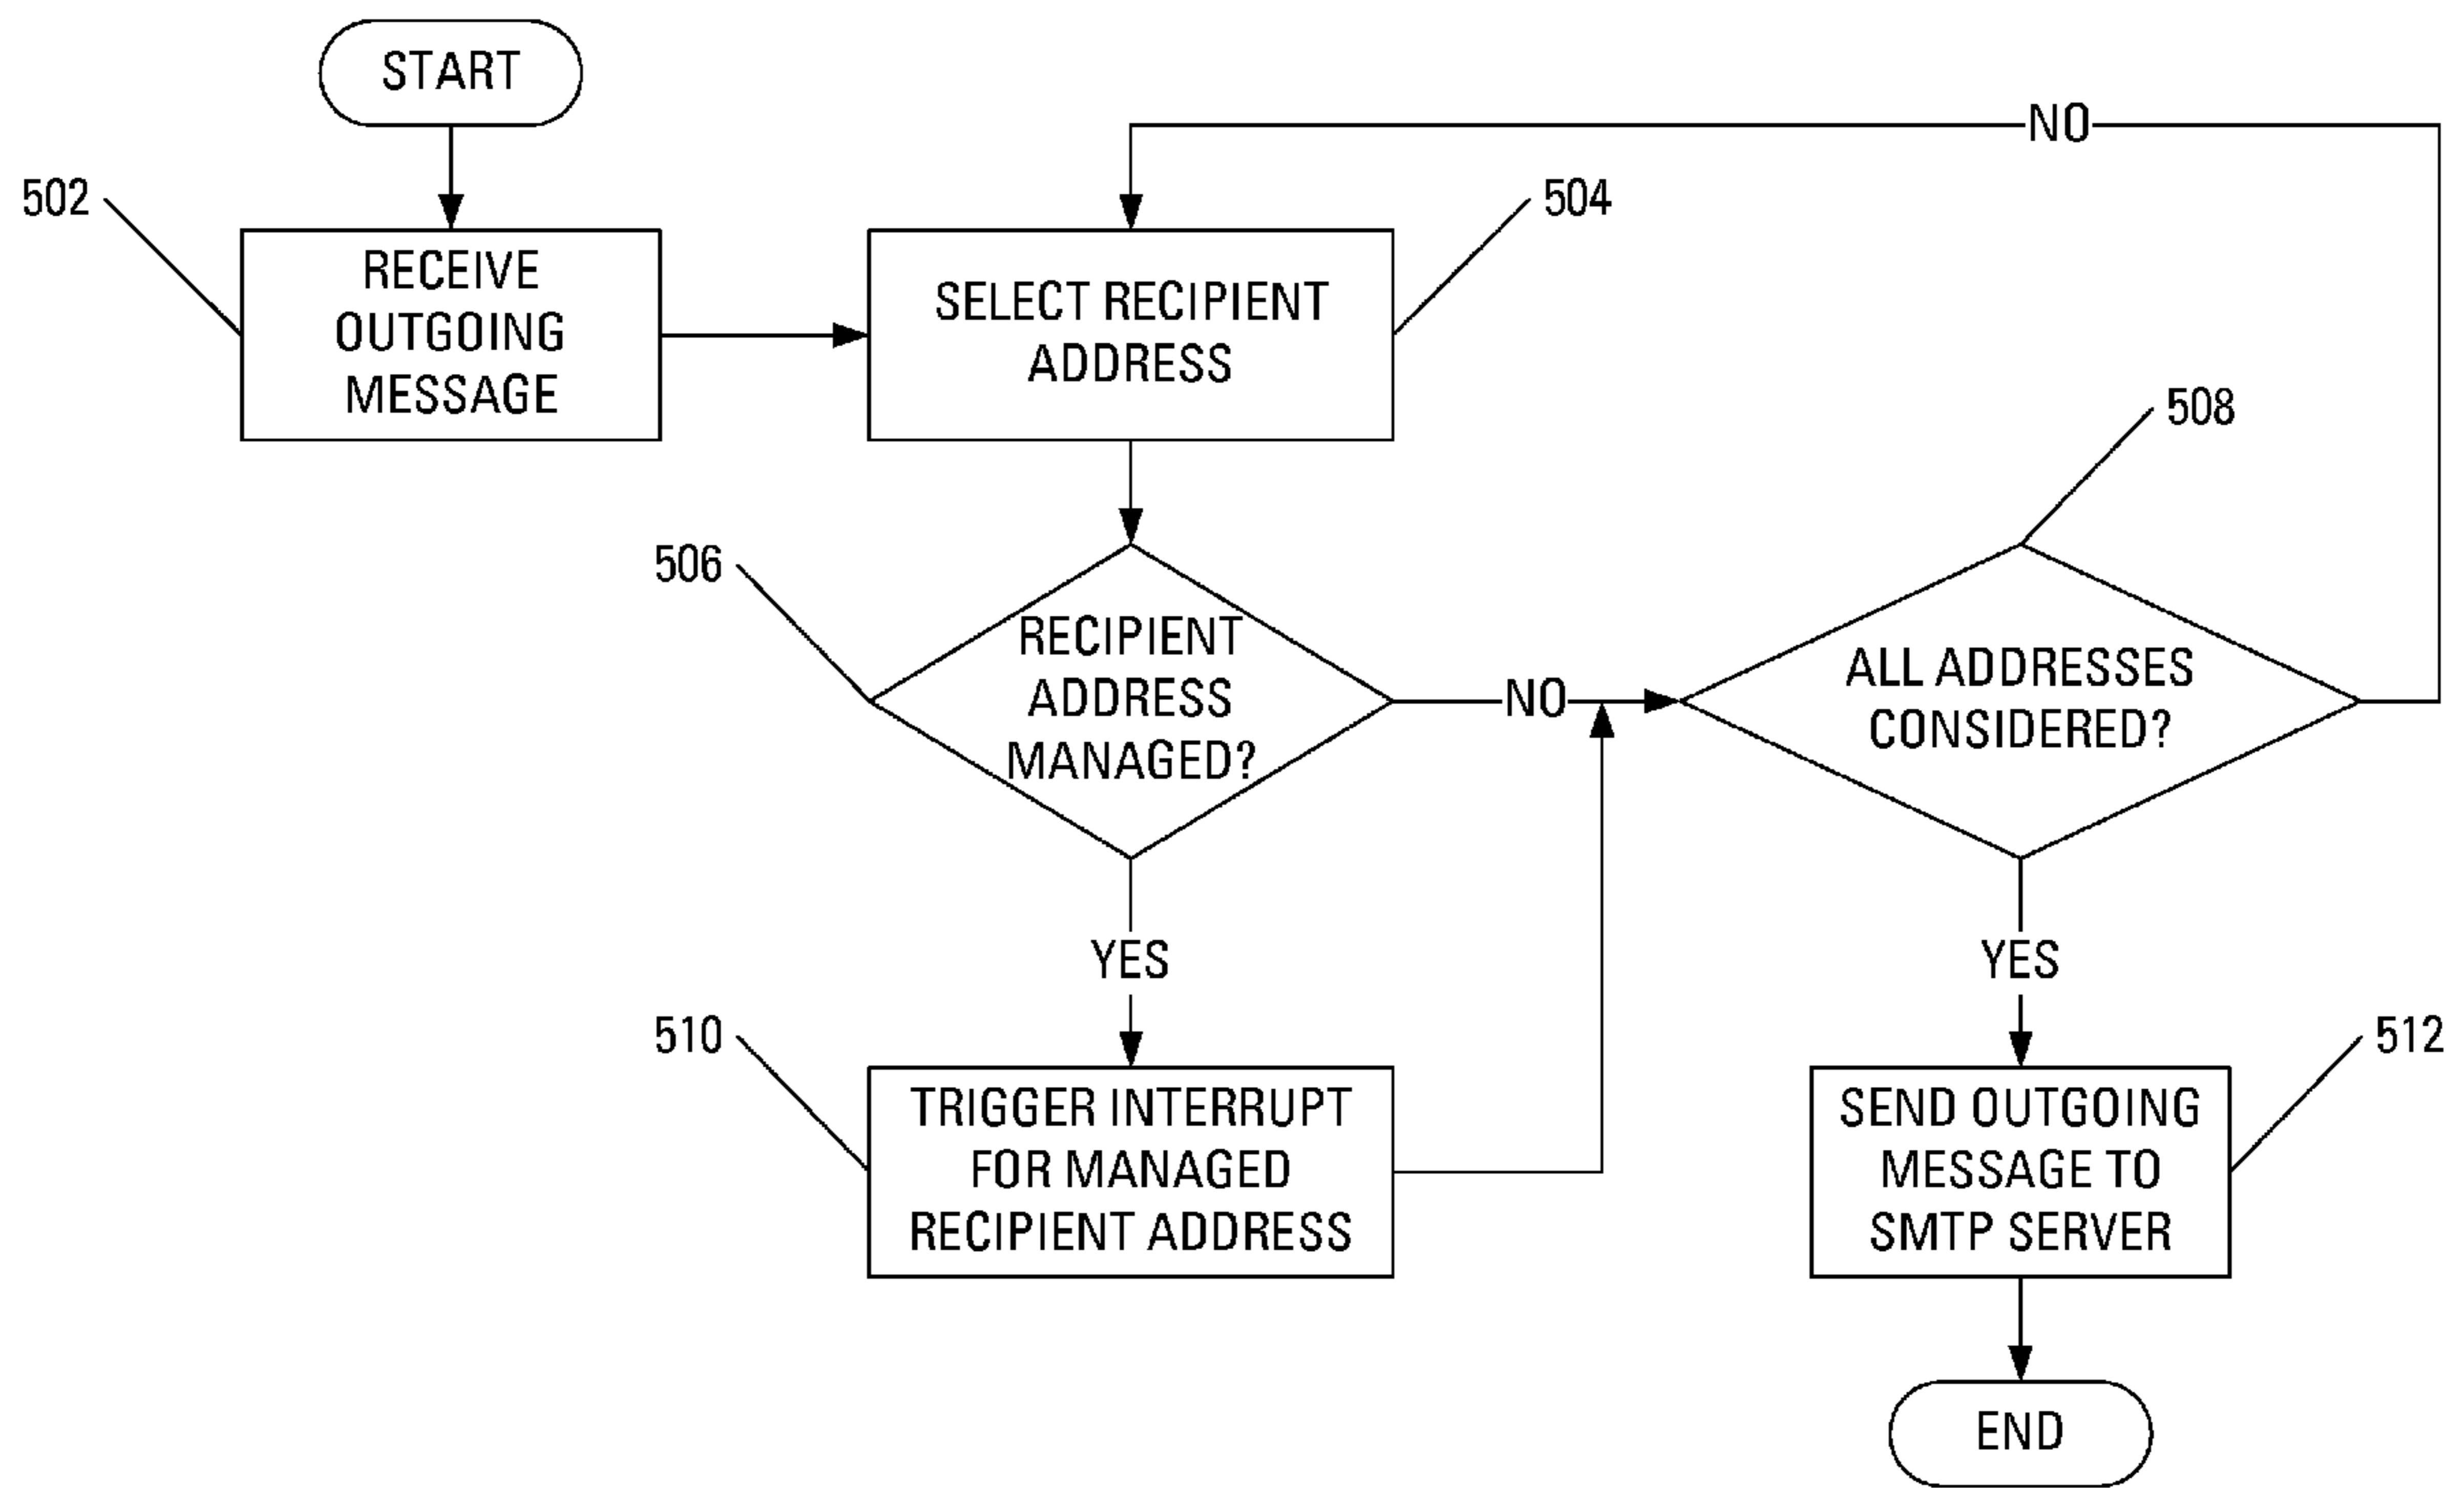 START
NO
502
504
RECEIVE
OUTGOING
MESSAGE
SELECT RECIPIENT
ADDRESS
508
506
RECIPIENT
ADDRESS
MANAGED?
NO
ALL ADDRESSES
CONSIDERED?
YES
YES
510
512
TRIGGER INTERRUPT
FOR MANAGED
RECIPIENT ADDRESS
SEND OUTGOING
MESSAGE TO
SMTP SERVER
END